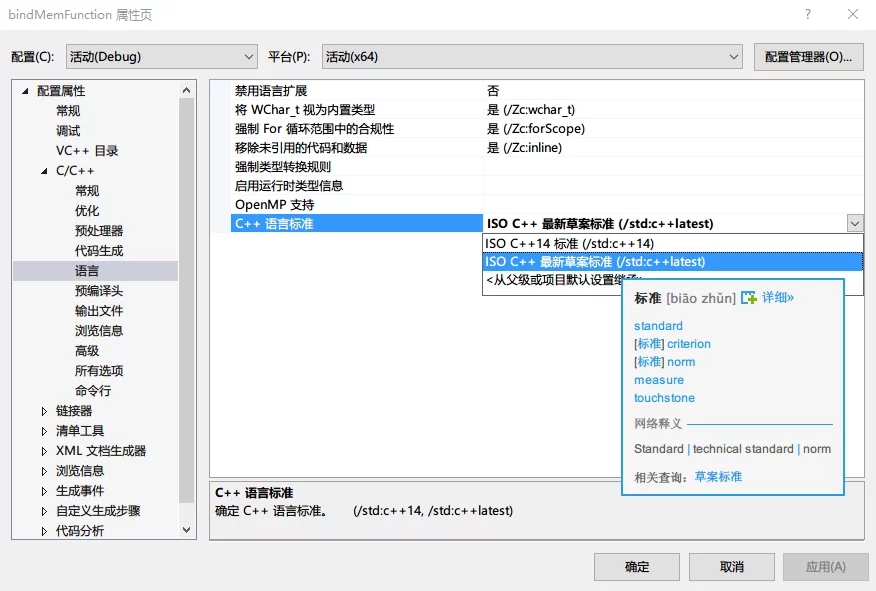 bindMemFunction 属性页
配置(C): 活动(Debug) 平台(P): 活动(x64) 配置管理器(O)...
配置属性
常规
调试
VC++ 目录
C/C++
常规
优化
预处理器
代码生成
语言
预编译头
输出文件
浏览信息
高级
所有选项
命令行
链接器
清单工具
XML 文档生成器
浏览信息
生成事件
自定义生成步骤
代码分析
禁用语言扩展 否
将 WChar_t 视为内置类型 是 (/Zc:wchar_t)
强制 For 循环范围中的合规性 是 (/Zc:forScope)
移除未引用的代码和数据 是 (/Zc:inline)
强制类型转换规则
启用运行时类型信息
OpenMP 支持
C++ 语言标准 ISO C++ 最新草案标准 (/std:c++latest)
ISO C++14 标准 (/std:c++14)
ISO C++ 最新草案标准 (/std:c++latest)
<从父级或项目默认设置继承>
标准 [biāo zhǔn] 详细»
standard
[标准] criterion
[标准] norm
measure
touchstone
网络释义
Standard | technical standard | norm
相关查询: 草案标准
C++ 语言标准
确定 C++ 语言标准。 (/std:c++14, /std:c++latest)
确定 取消 应用(A)